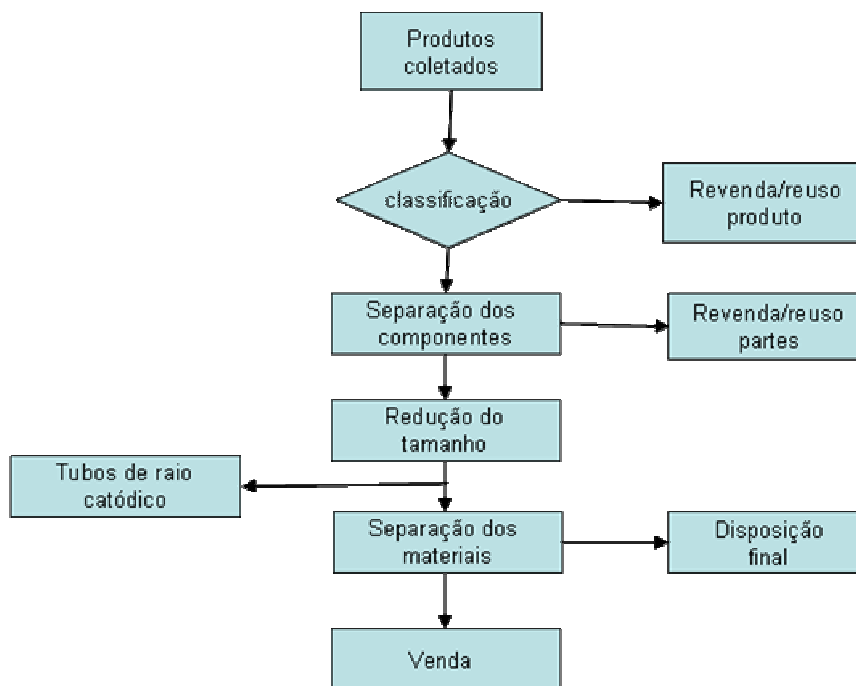 Produtos
coletados
classificação
Revenda/reuso
produto
Separação dos
componentes
Revenda/reuso
partes
Redução do
tamanho
Tubos de raio
catódico
Separação dos
materiais
Disposição
final
Venda